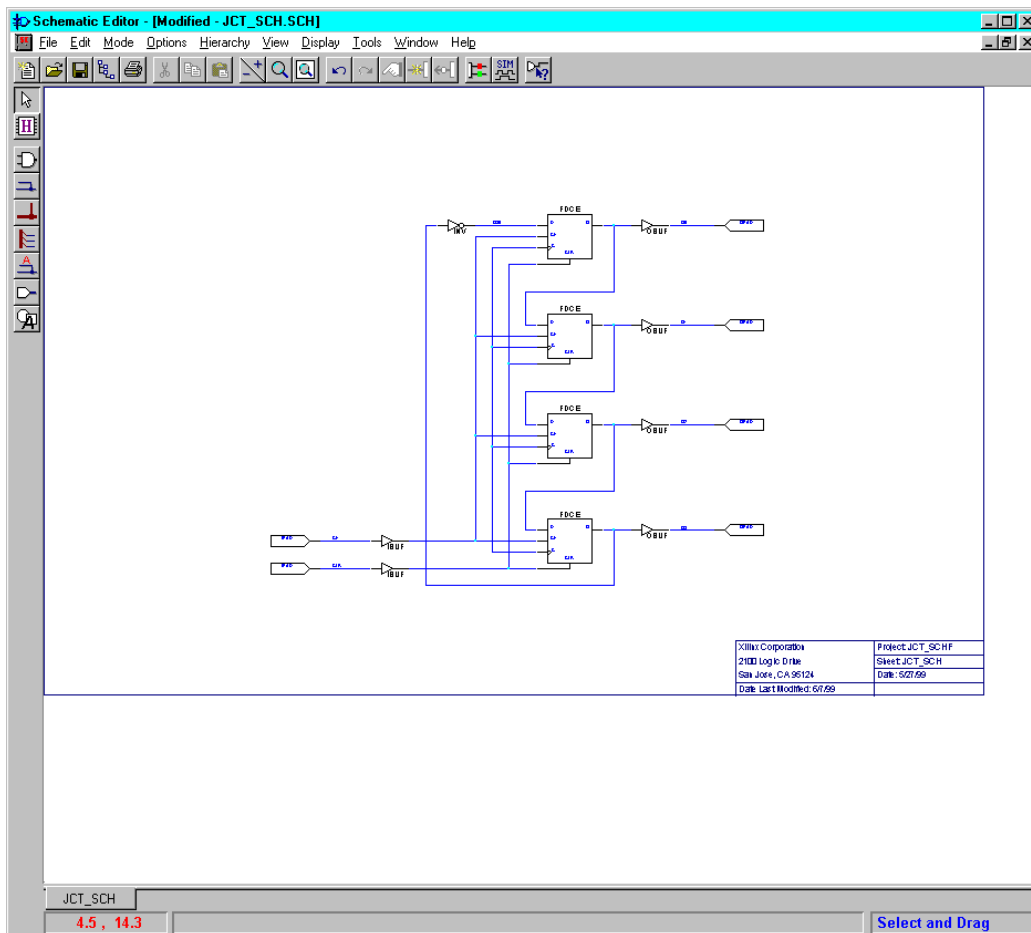 Schematic Editor - [Modified - JCT_SCH.SCH]
File Edit Mode Options Hierarchy View Display Tools Window Help
SIM
H
A
A
FDCE
INV
OBUF
FDCE
OBUF
FDCE
OBUF
FDCE
OBUF
IBUF
IBUF
CLR
Xilinx Corporation
2100 Logic Drive
San Jose, CA 95124
Date Last Modified: 6/7/99
Project: JCT_SCHF
Sheet: JCT_SCH
Date: 5/27/99
JCT_SCH
4.5 , 14.3
Select and Drag